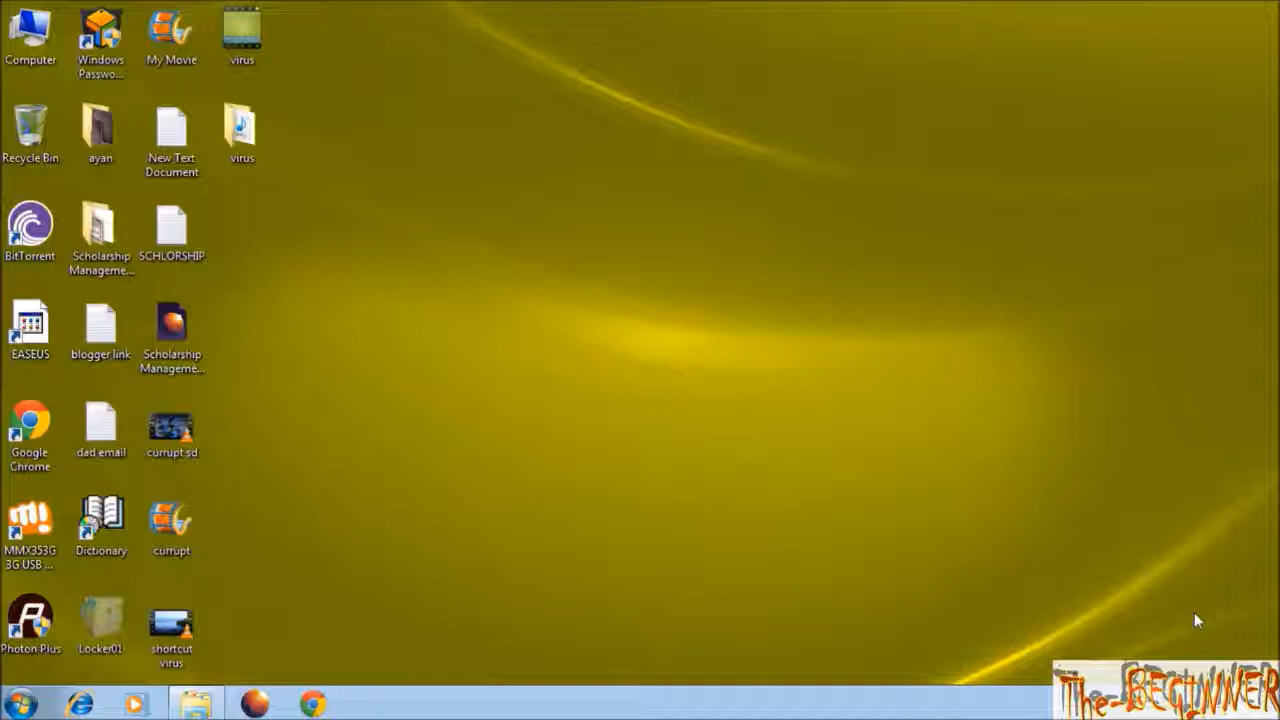 Computer
Windows
Passwo...
My Movie
virus
Recycle Bin
ayan
New Text
Document
virus
BitTorrent
Scholarship
Manageme...
SCHLORSHIP
EASEUS
blogger link
Scholarship
Manageme...
Google
Chrome
dad email
currupt sd
MMX353G
3G USB ...
Dictionary
currupt
Photon Plus
Locker01
shortcut
virus
The-BEGINNER